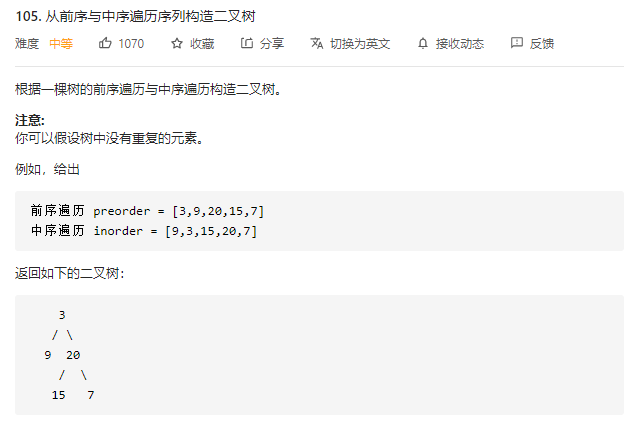 105. 从前序与中序遍历序列构造二叉树
难度 中等 1070 收藏 分享 切换为英文 接收动态 反馈
根据一棵树的前序遍历与中序遍历构造二叉树。
注意:
你可以假设树中没有重复的元素。
例如，给出
前序遍历 preorder = [3,9,20,15,7]
中序遍历 inorder = [9,3,15,20,7]
返回如下的二叉树：
3
/ \
9 20
/ \
15 7